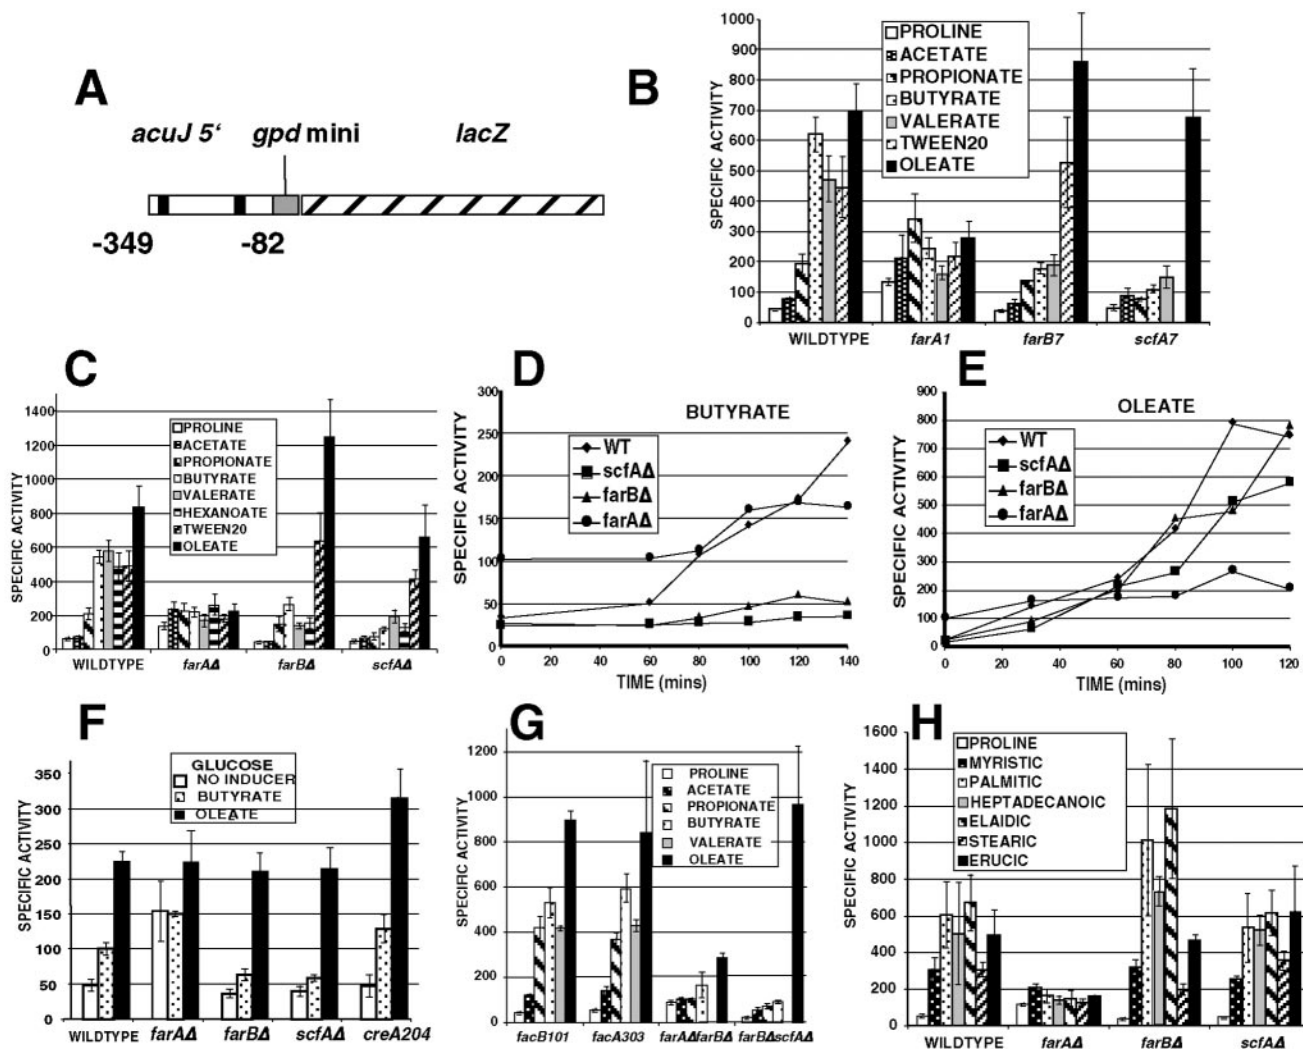 A
acuJ 5‘ gpd mini lacZ
-349 -82
B
SPECIFIC ACTIVITY
1000
900
800
700
600
500
400
300
200
100
0
PROLINE
ACETATE
PROPIONATE
BUTYRATE
VALERATE
TWEEN20
OLEATE
WILDTYPE farA1 farB7 scfA7
C
SPECIFIC ACTIVITY
1400
1200
1000
800
600
400
200
0
PROLINE
ACETATE
PROPIONATE
BUTYRATE
VALERATE
HEXANOATE
TWEEN20
OLEATE
WILDTYPE farAΔ farBΔ scfAΔ
D
BUTYRATE
SPECIFIC ACTIVITY
300
250
200
150
100
50
0
WT
scfAΔ
farBΔ
farAΔ
0 20 40 60 80 100 120 140
TIME (mins)
E
OLEATE
SPECIFIC ACTIVITY
900
800
700
600
500
400
300
200
100
0
WT
scfAΔ
farBΔ
farAΔ
0 20 40 60 80 100 120
TIME (mins)
F
SPECIFIC ACTIVITY
350
300
250
200
150
100
50
0
GLUCOSE
NO INDUCER
BUTYRATE
OLEATE
WILDTYPE farAΔ farBΔ scfAΔ creA204
G
SPECIFIC ACTIVITY
1200
1000
800
600
400
200
0
PROLINE
ACETATE
PROPIONATE
BUTYRATE
VALERATE
OLEATE
facB101 facA303 farAΔfarBΔ farBΔscfAΔ
H
SPECIFIC ACTIVITY
1600
1400
1200
1000
800
600
400
200
0
PROLINE
MYRISTIC
PALMITIC
HEPTADECANOIC
ELAIDIC
STEARIC
ERUCIC
WILDTYPE farAΔ farBΔ scfAΔ